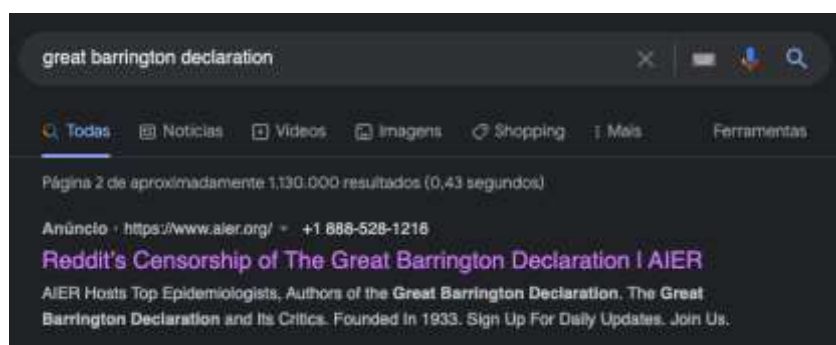 great barrington declaration
Todas Notícias Vídeos Imagens Shopping Mais Ferramentas
Página 2 de aproximadamente 1.130.000 resultados (0,43 segundos)
Anúncio · https://www.aier.org/ +1 888-528-1216
Reddit's Censorship of The Great Barrington Declaration | AIER
AIER Hosts Top Epidemiologists, Authors of the Great Barrington Declaration. The Great
Barrington Declaration and Its Critics. Founded In 1933. Sign Up For Daily Updates. Join Us.